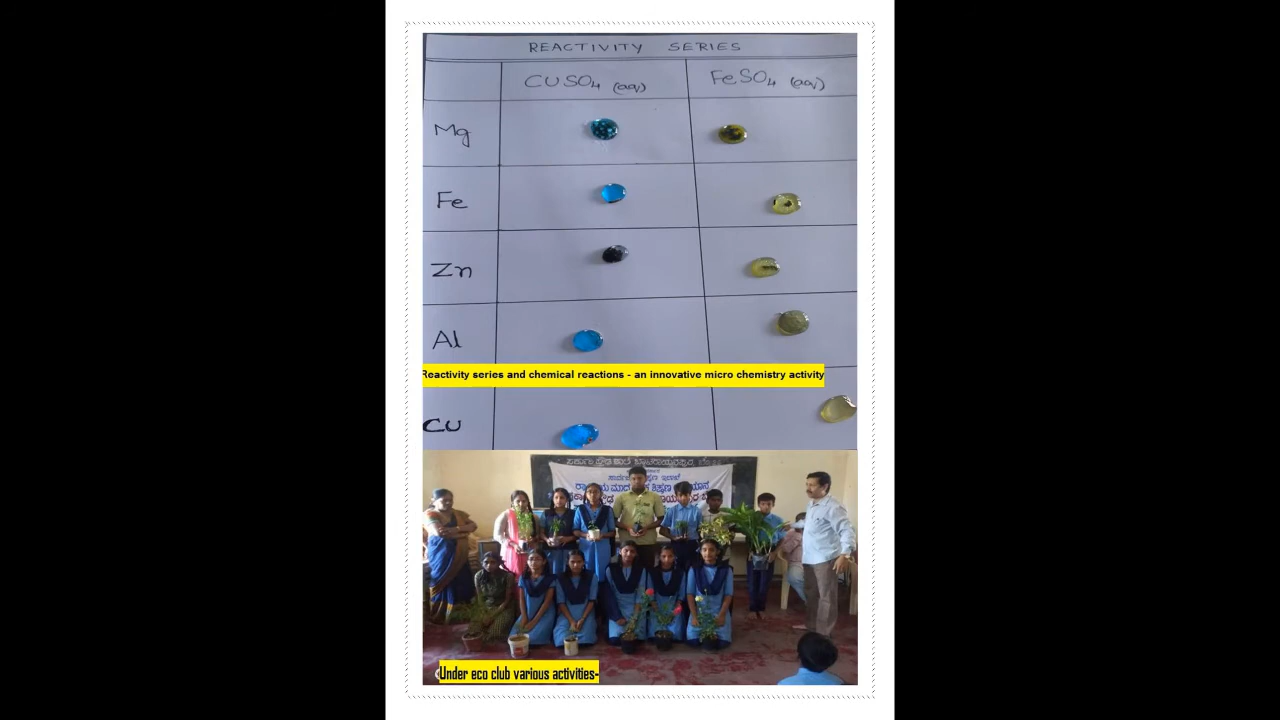 REACTIVITY SERIES
CUSO4 (aq) FeSO4 (aq)
Mg
Fe
Zn
Al
Reactivity series and chemical reactions - an innovative micro chemistry activity
CU
ಸರ್ಕಾರಿ ಪ್ರೌಢ ಶಾಲೆ
Under eco club various activities-